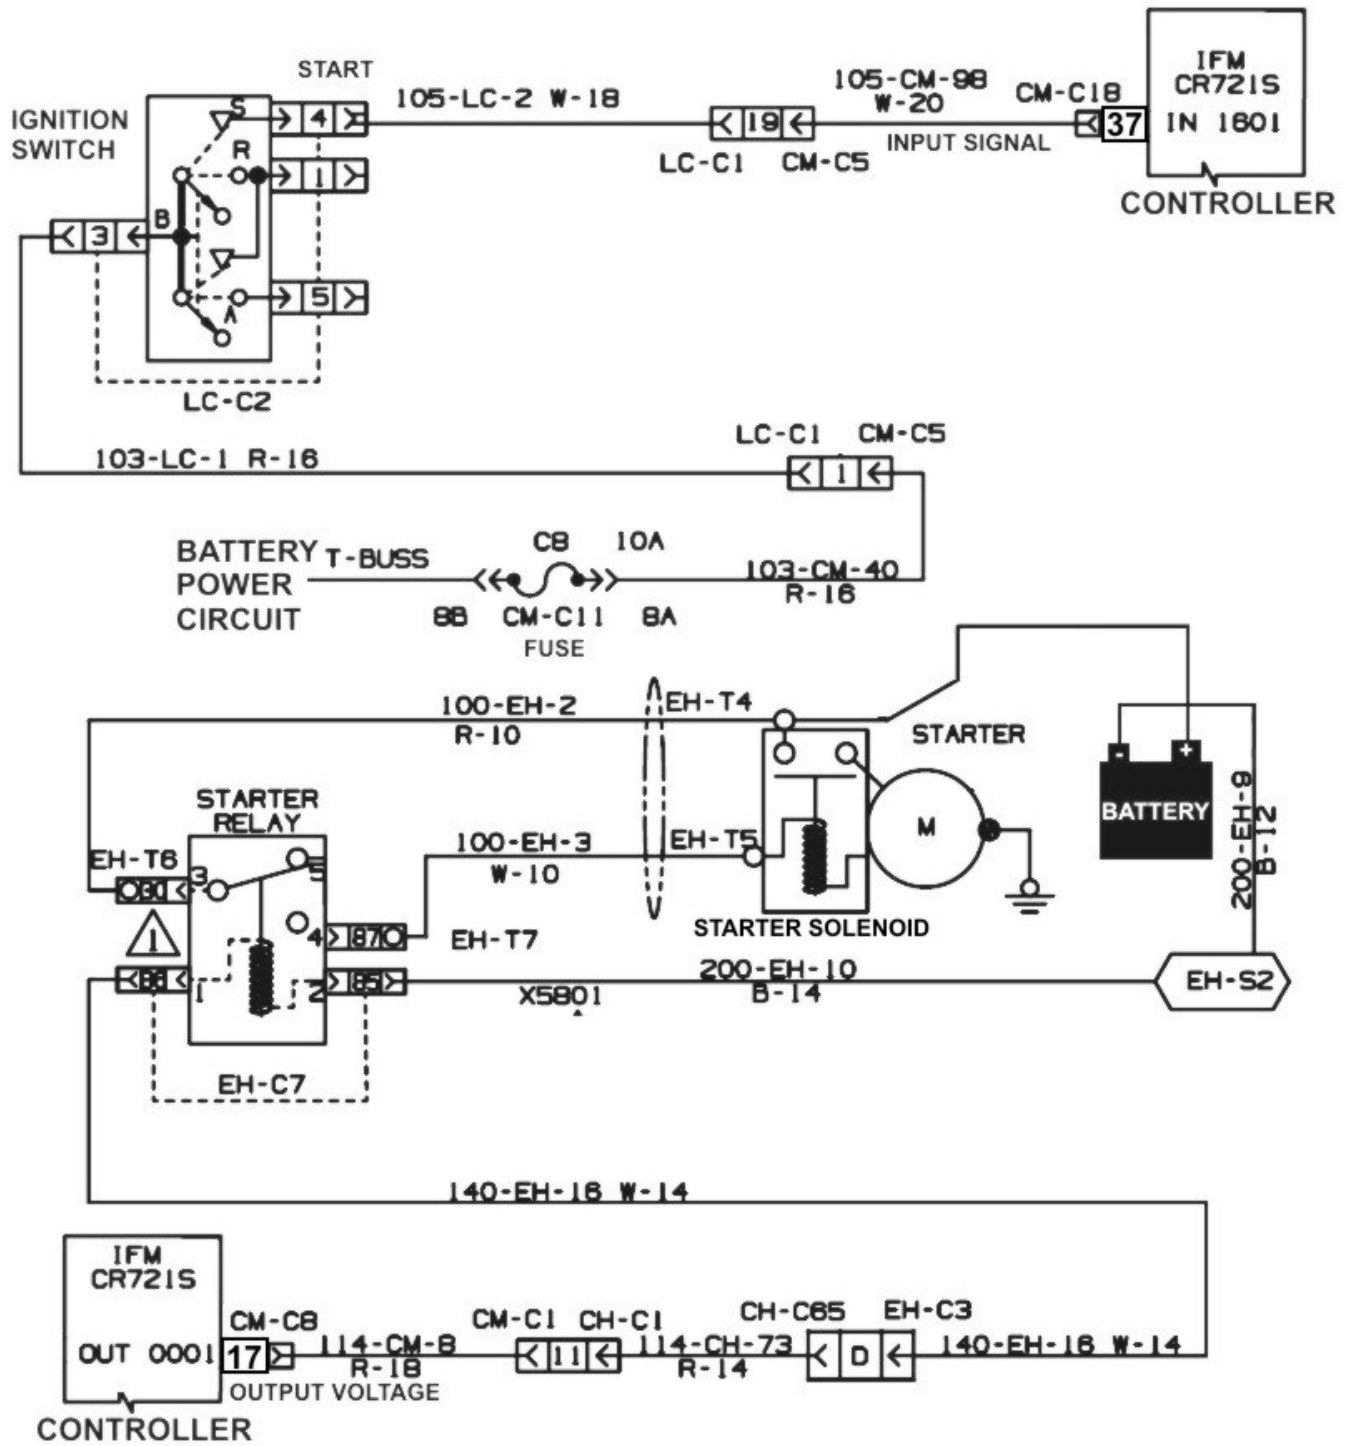 START
IGNITION
SWITCH
S
4
R
1
B
3
A
5
LC-C2
105-LC-2 W-18
19
LC-C1 CM-C5
105-CM-98
W-20
INPUT SIGNAL
CM-C18
37
IFM
CR721S
IN 1601
CONTROLLER
103-LC-1 R-16
LC-C1 CM-C5
1
BATTERY
POWER
CIRCUIT
T-BUSS
C8 10A
8B CM-C11 8A
FUSE
103-CM-40
R-16
100-EH-2
R-10
EH-T4
STARTER
STARTER
RELAY
EH-T6
30
3
5
1
4
87
EH-T7
86
1
2
85
EH-C7
100-EH-3
W-10
EH-T5
M
STARTER SOLENOID
- +
BATTERY
200-EH-9
B-12
200-EH-10
B-14
X5801
EH-S2
140-EH-16 W-14
IFM
CR721S
OUT 0001
CONTROLLER
CM-C8
17
114-CM-8
R-18
OUTPUT VOLTAGE
CM-C1 CH-C1
11
114-CH-73
R-14
CH-C65 EH-C3
D
140-EH-16 W-14